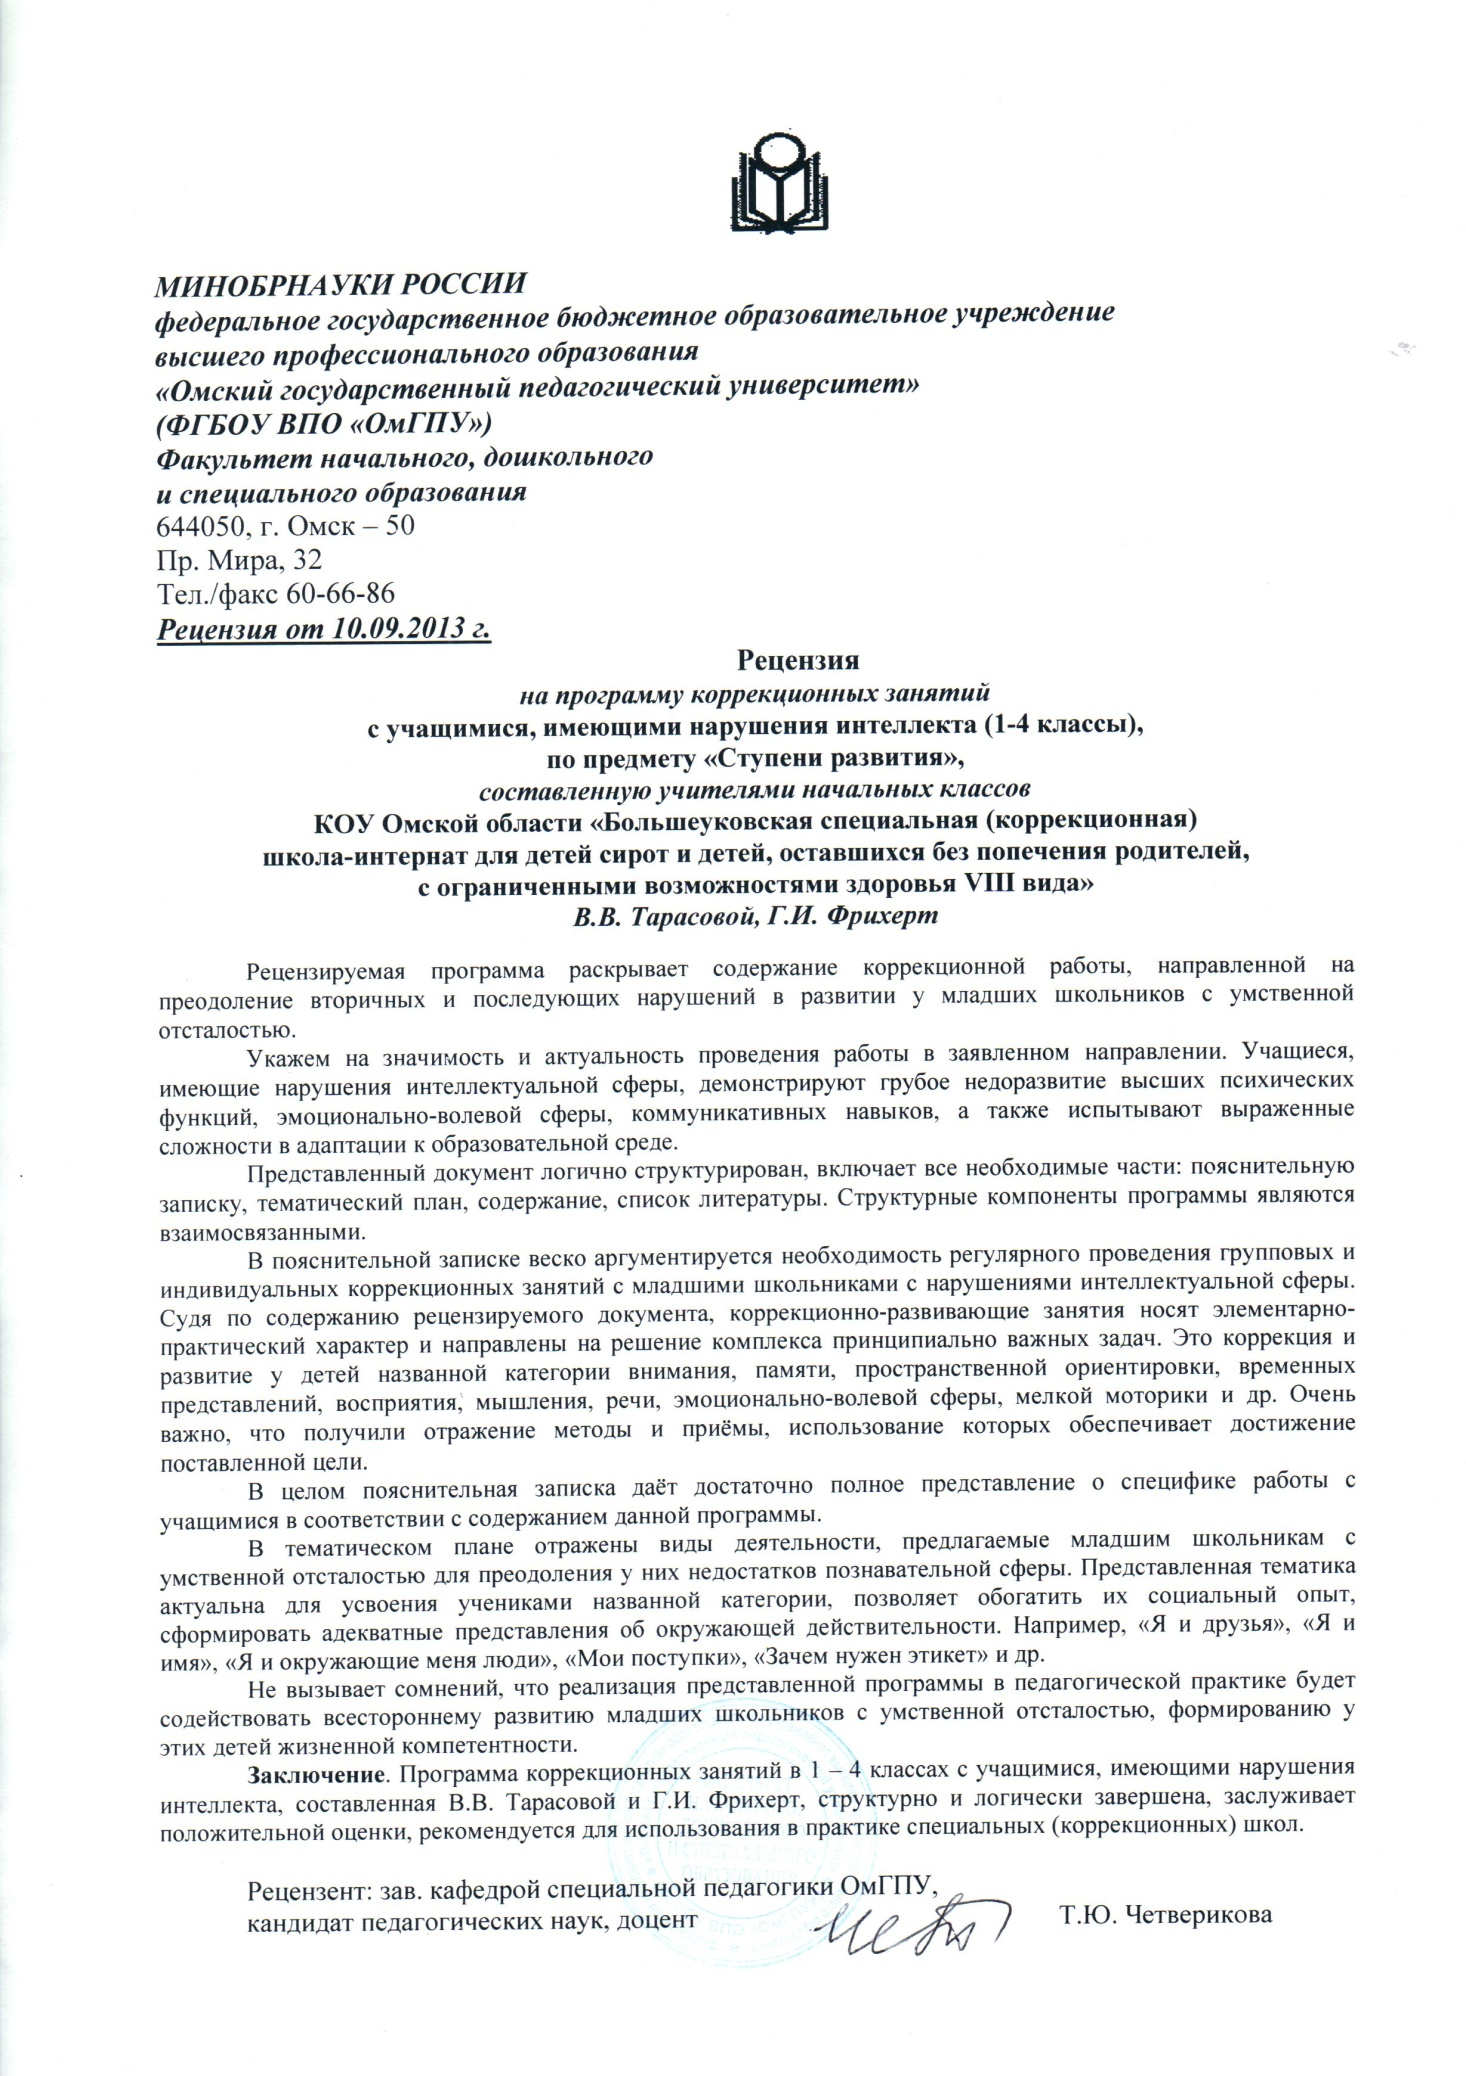 МИНОБРНАУКИ РОССИИ
федеральное государственное бюджетное образовательное учреждение
высшего профессионального образования
«Омский государственный педагогический университет»
(ФГБОУ ВПО «ОмГПУ»)
Факультет начального, дошкольного
и специального образования
644050, г. Омск – 50
Пр. Мира, 32
Тел./факс 60-66-86
Рецензия от 10.09.2013 г.
Рецензия
на программу коррекционных занятий
с учащимися, имеющими нарушения интеллекта (1-4 классы),
по предмету «Ступени развития»,
составленную учителями начальных классов
КОУ Омской области «Большеуковская специальная (коррекционная)
школа-интернат для детей сирот и детей, оставшихся без попечения родителей,
с ограниченными возможностями здоровья VIII вида»
В.В. Тарасовой, Г.И. Фрихерт
Рецензируемая программа раскрывает содержание коррекционной работы, направленной на
преодоление вторичных и последующих нарушений в развитии у младших школьников с умственной
отсталостью.
Укажем на значимость и актуальность проведения работы в заявленном направлении. Учащиеся,
имеющие нарушения интеллектуальной сферы, демонстрируют грубое недоразвитие высших психических
функций, эмоционально-волевой сферы, коммуникативных навыков, а также испытывают выраженные
сложности в адаптации к образовательной среде.
Представленный документ логично структурирован, включает все необходимые части: пояснительную
записку, тематический план, содержание, список литературы. Структурные компоненты программы являются
взаимосвязанными.
В пояснительной записке веско аргументируется необходимость регулярного проведения групповых и
индивидуальных коррекционных занятий с младшими школьниками с нарушениями интеллектуальной сферы.
Судя по содержанию рецензируемого документа, коррекционно-развивающие занятия носят элементарно-
практический характер и направлены на решение комплекса принципиально важных задач. Это коррекция и
развитие у детей названной категории внимания, памяти, пространственной ориентировки, временных
представлений, восприятия, мышления, речи, эмоционально-волевой сферы, мелкой моторики и др. Очень
важно, что получили отражение методы и приёмы, использование которых обеспечивает достижение
поставленной цели.
В целом пояснительная записка даёт достаточно полное представление о специфике работы с
учащимися в соответствии с содержанием данной программы.
В тематическом плане отражены виды деятельности, предлагаемые младшим школьникам с
умственной отсталостью для преодоления у них недостатков познавательной сферы. Представленная тематика
актуальна для усвоения учениками названной категории, позволяет обогатить их социальный опыт,
сформировать адекватные представления об окружающей действительности. Например, «Я и друзья», «Я и
имя», «Я и окружающие меня люди», «Мои поступки», «Зачем нужен этикет» и др.
Не вызывает сомнений, что реализация представленной программы в педагогической практике будет
содействовать всестороннему развитию младших школьников с умственной отсталостью, формированию у
этих детей жизненной компетентности.
Заключение. Программа коррекционных занятий в 1 – 4 классах с учащимися, имеющими нарушения
интеллекта, составленная В.В. Тарасовой и Г.И. Фрихерт, структурно и логически завершена, заслуживает
положительной оценки, рекомендуется для использования в практике специальных (коррекционных) школ.
И СПЕЦИАЛЬНОГО
ОБРАЗОВАНИЯ
Рецензент: зав. кафедрой специальной педагогики ОмГПУ,
кандидат педагогических наук, доцент Т.Ю. Четверикова